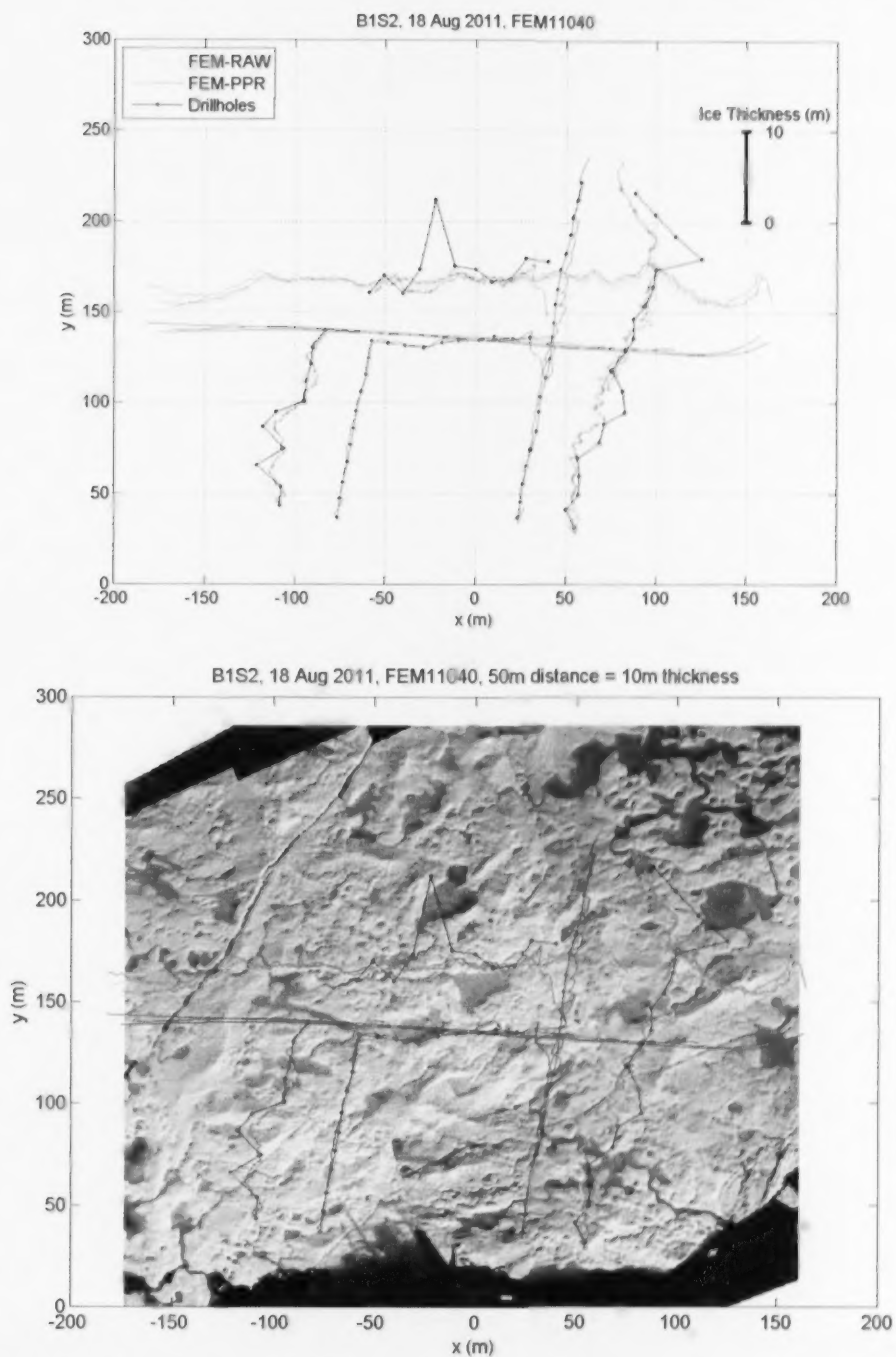 B1S2, 18 Aug 2011, FEM11040
300
FEM-RAW
FEM-PPR
Drillholes
250
Ice Thickness (m)
10
200
0
150
y (m)
100
50
0
-200 -150 -100 -50 0 50 100 150 200
x (m)
B1S2, 18 Aug 2011, FEM11040, 50m distance = 10m thickness
300
250
200
150
y (m)
100
50
0
-200 -150 -100 -50 0 50 100 150 200
x (m)